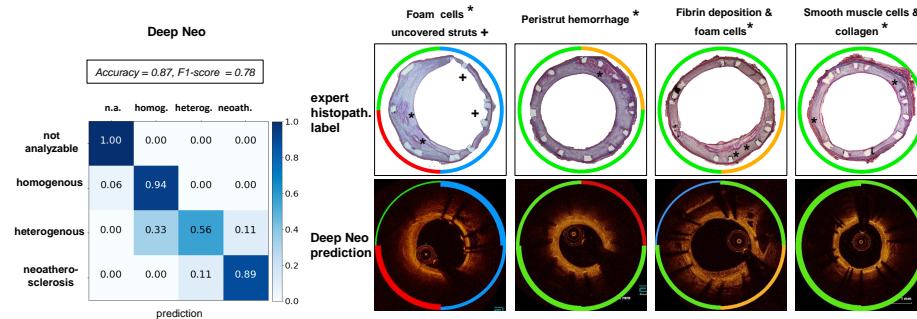 Deep Neo
Accuracy = 0.87, F1-score = 0.78
n.a. homog. heterog. neoath.
not
analyzable
1.00 0.00 0.00 0.00
homogenous
0.06 0.94 0.00 0.00
heterogenous
0.00 0.33 0.56 0.11
neoathero-
sclerosis
0.00 0.00 0.11 0.89
prediction
1.0
0.8
0.6
0.4
0.2
0.0
expert
histopath.
label
Deep Neo
prediction
Foam cells *
uncovered struts +
Peristrut hemorrhage *
Fibrin deposition &
foam cells *
Smooth muscle cells &
collagen *